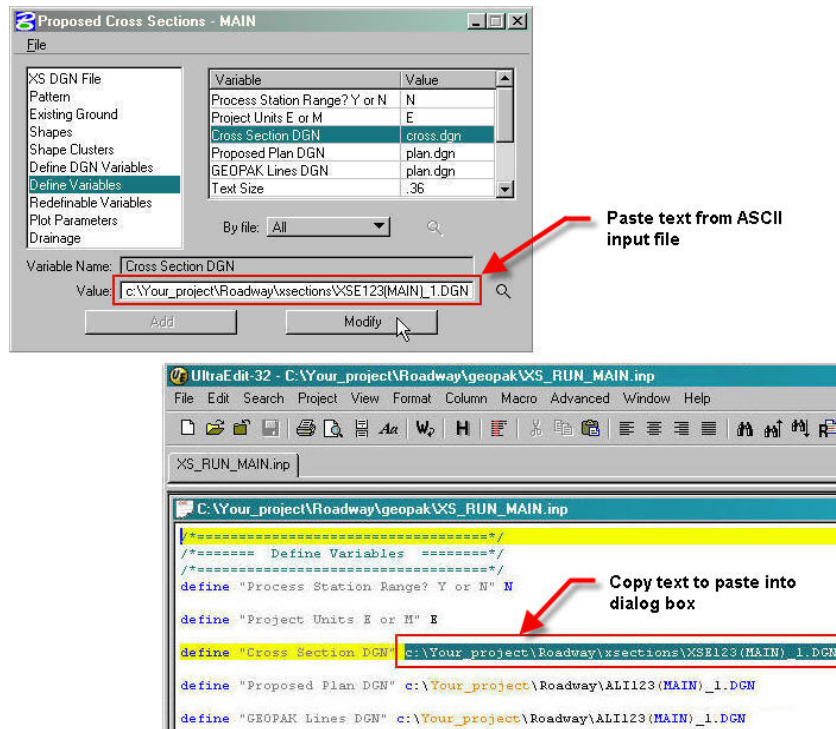 Proposed Cross Sections - MAIN
File
XS DGN File
Pattern
Existing Ground
Shapes
Shape Clusters
Define DGN Variables
Define Variables
Redefinable Variables
Plot Parameters
Drainage
Variable Value
Process Station Range? Y or N N
Project Units E or M E
Cross Section DGN cross.dgn
Proposed Plan DGN plan.dgn
GEOPAK Lines DGN plan.dgn
Text Size .36
By file: All
Variable Name: Cross Section DGN
Value: c:\Your_project\Roadway\xsections\XSE123(MAIN)_1.DGN
Add Modify
Paste text from ASCII
input file
UltraEdit-32 - C:\Your_project\Roadway\geopak\XS_RUN_MAIN.inp
File Edit Search Project View Format Column Macro Advanced Window Help
XS_RUN_MAIN.inp
C:\Your_project\Roadway\geopak\XS_RUN_MAIN.inp
/*==================================*/
/*======= Define Variables ========*/
/*==================================*/
define "Process Station Range? Y or N" N
define "Project Units E or M" E
define "Cross Section DGN" c:\Your_project\Roadway\xsections\XSE123(MAIN)_1.DGN
define "Proposed Plan DGN" c:\Your_project\Roadway\ALI123(MAIN)_1.DGN
define "GEOPAK Lines DGN" c:\Your_project\Roadway\ALI123(MAIN)_1.DGN
Copy text to paste into
dialog box